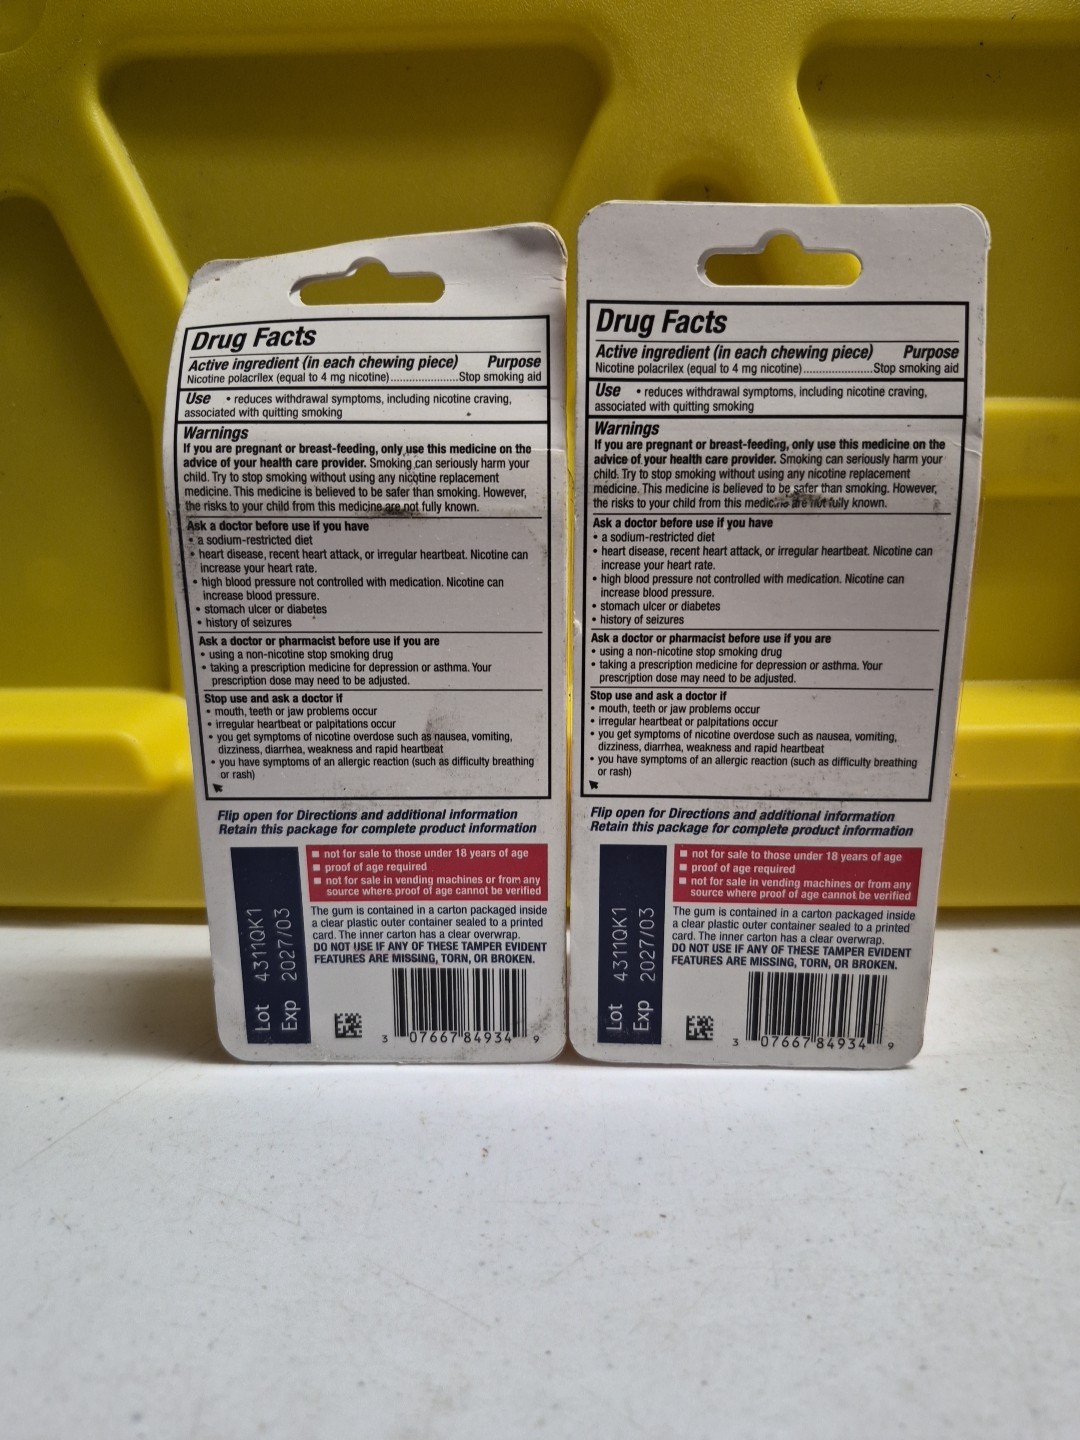 Drug Facts
Active ingredient (in each chewing piece) Purpose
Nicotine polacrilex (equal to 4 mg nicotine)......................Stop smoking aid
Use • reduces withdrawal symptoms, including nicotine craving,
associated with quitting smoking
Warnings
If you are pregnant or breast-feeding, only use this medicine on the
advice of your health care provider. Smoking can seriously harm your
child. Try to stop smoking without using any nicotine replacement
medicine. This medicine is believed to be safer than smoking. However,
the risks to your child from this medicine are not fully known.
Ask a doctor before use if you have
• a sodium-restricted diet
• heart disease, recent heart attack, or irregular heartbeat. Nicotine can
increase your heart rate.
• high blood pressure not controlled with medication. Nicotine can
increase blood pressure.
• stomach ulcer or diabetes
• history of seizures
Ask a doctor or pharmacist before use if you are
• using a non-nicotine stop smoking drug
• taking a prescription medicine for depression or asthma. Your
prescription dose may need to be adjusted.
Stop use and ask a doctor if
• mouth, teeth or jaw problems occur
• irregular heartbeat or palpitations occur
• you get symptoms of nicotine overdose such as nausea, vomiting,
dizziness, diarrhea, weakness and rapid heartbeat
• you have symptoms of an allergic reaction (such as difficulty breathing
or rash)
Flip open for Directions and additional information
Retain this package for complete product information
■ not for sale to those under 18 years of age
■ proof of age required
■ not for sale in vending machines or from any
source where proof of age cannot be verified
The gum is contained in a carton packaged inside
a clear plastic outer container sealed to a printed
card. The inner carton has a clear overwrap.
DO NOT USE IF ANY OF THESE TAMPER EVIDENT
FEATURES ARE MISSING, TORN, OR BROKEN.
Lot 4311QK1
Exp 2027/03
3 07667 84934 9
Drug Facts
Active ingredient (in each chewing piece) Purpose
Nicotine polacrilex (equal to 4 mg nicotine)......................Stop smoking aid
Use • reduces withdrawal symptoms, including nicotine craving,
associated with quitting smoking
Warnings
If you are pregnant or breast-feeding, only use this medicine on the
advice of your health care provider. Smoking can seriously harm your
child. Try to stop smoking without using any nicotine replacement
medicine. This medicine is believed to be safer than smoking. However,
the risks to your child from this medicine are not fully known.
Ask a doctor before use if you have
• a sodium-restricted diet
• heart disease, recent heart attack, or irregular heartbeat. Nicotine can
increase your heart rate.
• high blood pressure not controlled with medication. Nicotine can
increase blood pressure.
• stomach ulcer or diabetes
• history of seizures
Ask a doctor or pharmacist before use if you are
• using a non-nicotine stop smoking drug
• taking a prescription medicine for depression or asthma. Your
prescription dose may need to be adjusted.
Stop use and ask a doctor if
• mouth, teeth or jaw problems occur
• irregular heartbeat or palpitations occur
• you get symptoms of nicotine overdose such as nausea, vomiting,
dizziness, diarrhea, weakness and rapid heartbeat
• you have symptoms of an allergic reaction (such as difficulty breathing
or rash)
Flip open for Directions and additional information
Retain this package for complete product information
■ not for sale to those under 18 years of age
■ proof of age required
■ not for sale in vending machines or from any
source where proof of age cannot be verified
The gum is contained in a carton packaged inside
a clear plastic outer container sealed to a printed
card. The inner carton has a clear overwrap.
DO NOT USE IF ANY OF THESE TAMPER EVIDENT
FEATURES ARE MISSING, TORN, OR BROKEN.
Lot 4311QK1
Exp 2027/03
3 07667 84934 9